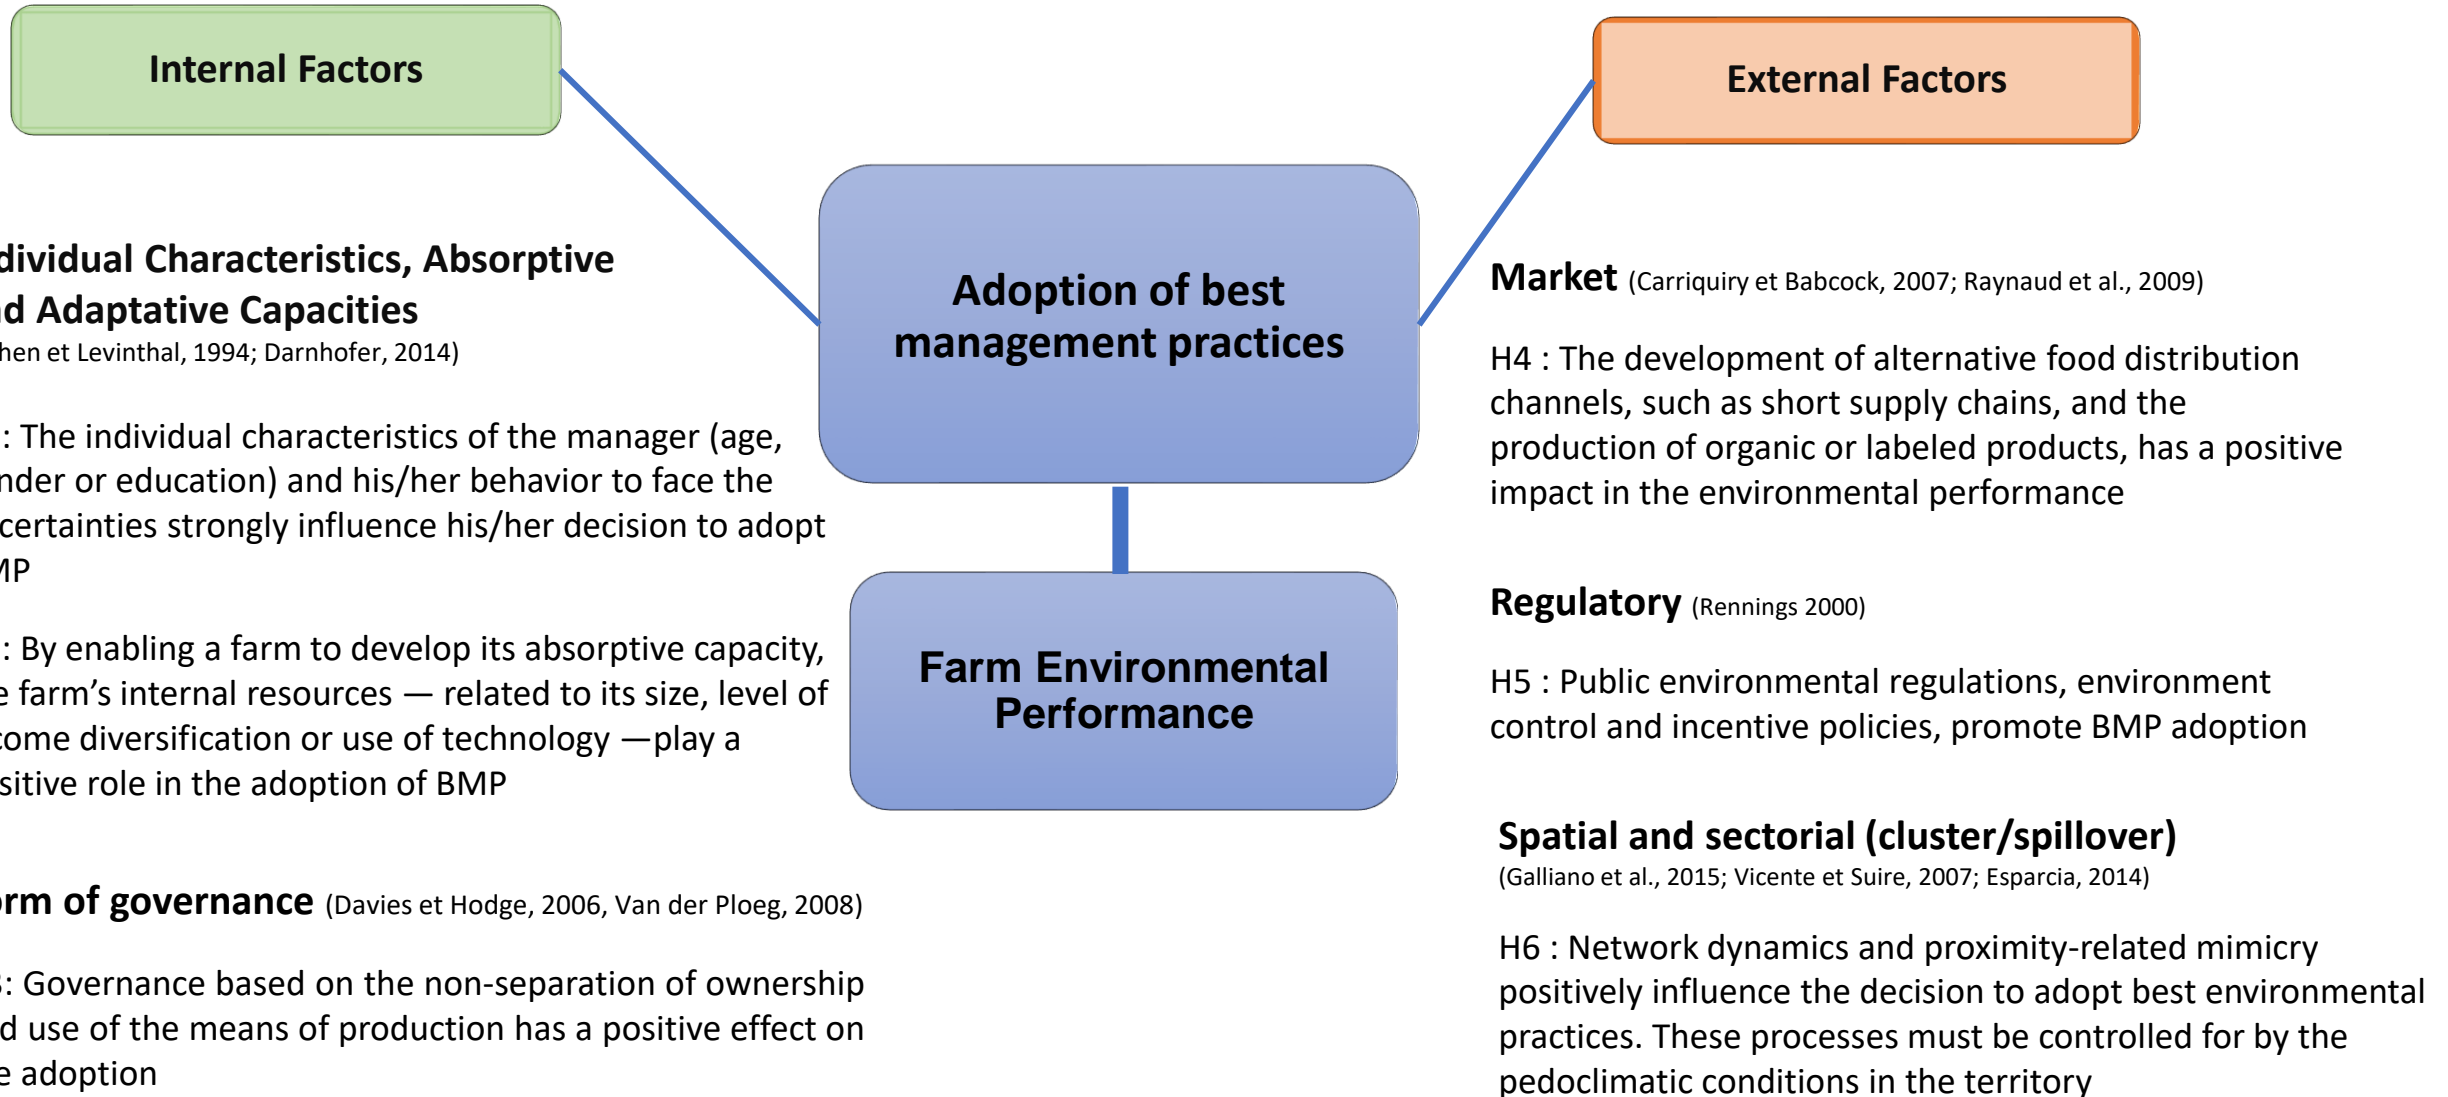 Internal Factors
External Factors
Adoption of best
management practices
Farm Environmental
Performance
dividual Characteristics, Absorptive
d Adaptative Capacities
hen et Levinthal, 1994; Darnhofer, 2014)
: The individual characteristics of the manager (age,
nder or education) and his/her behavior to face the
certainties strongly influence his/her decision to adopt
MP
: By enabling a farm to develop its absorptive capacity,
e farm’s internal resources — related to its size, level of
come diversification or use of technology —play a
sitive role in the adoption of BMP
rm of governance (Davies et Hodge, 2006, Van der Ploeg, 2008)
: Governance based on the non-separation of ownership
d use of the means of production has a positive effect on
e adoption
Market (Carriquiry et Babcock, 2007; Raynaud et al., 2009)
H4 : The development of alternative food distribution
channels, such as short supply chains, and the
production of organic or labeled products, has a positive
impact in the environmental performance
Regulatory (Rennings 2000)
H5 : Public environmental regulations, environment
control and incentive policies, promote BMP adoption
Spatial and sectorial (cluster/spillover)
(Galliano et al., 2015; Vicente et Suire, 2007; Esparcia, 2014)
H6 : Network dynamics and proximity-related mimicry
positively influence the decision to adopt best environmental
practices. These processes must be controlled for by the
pedoclimatic conditions in the territory